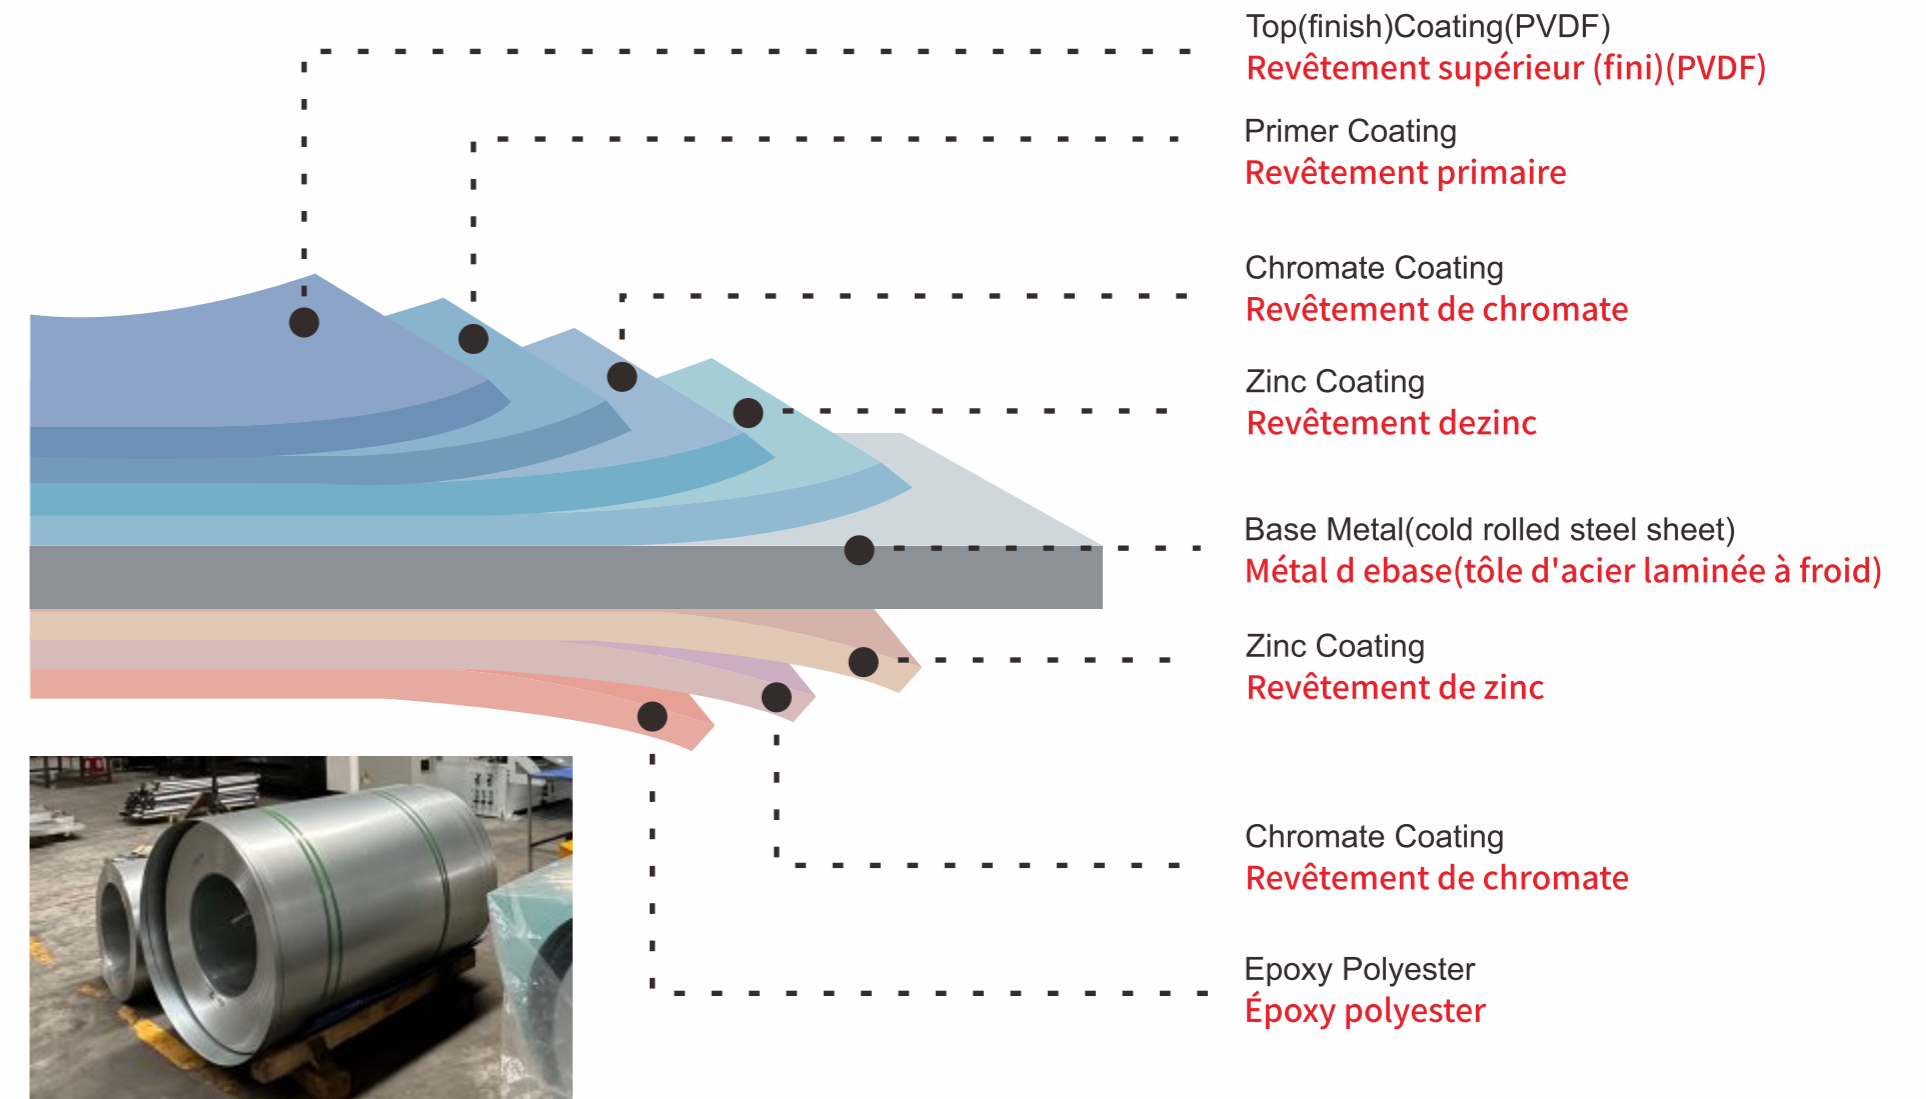 Top(finish)Coating(PVDF)
Revêtement supérieur (fini)(PVDF)
Primer Coating
Revêtement primaire
Chromate Coating
Revêtement de chromate
Zinc Coating
Revêtement dezinc
Base Metal(cold rolled steel sheet)
Métal d ebase(tôle d'acier laminée à froid)
Zinc Coating
Revêtement de zinc
Chromate Coating
Revêtement de chromate
Epoxy Polyester
Époxy polyester